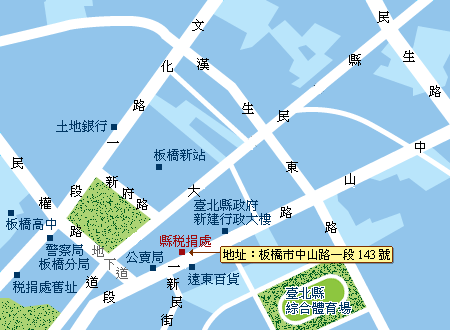 文化路一段
漢生東路
縣民大道
民生路
中山路一段
民權路
新府路
新民街
地下道
土地銀行
板橋新站
臺北縣政府
新建行政大樓
板橋高中
警察局
板橋分局
稅捐處舊址
公賣局
縣稅捐處
地址：板橋市中山路一段 143 號
遠東百貨
臺北縣
綜合體育場